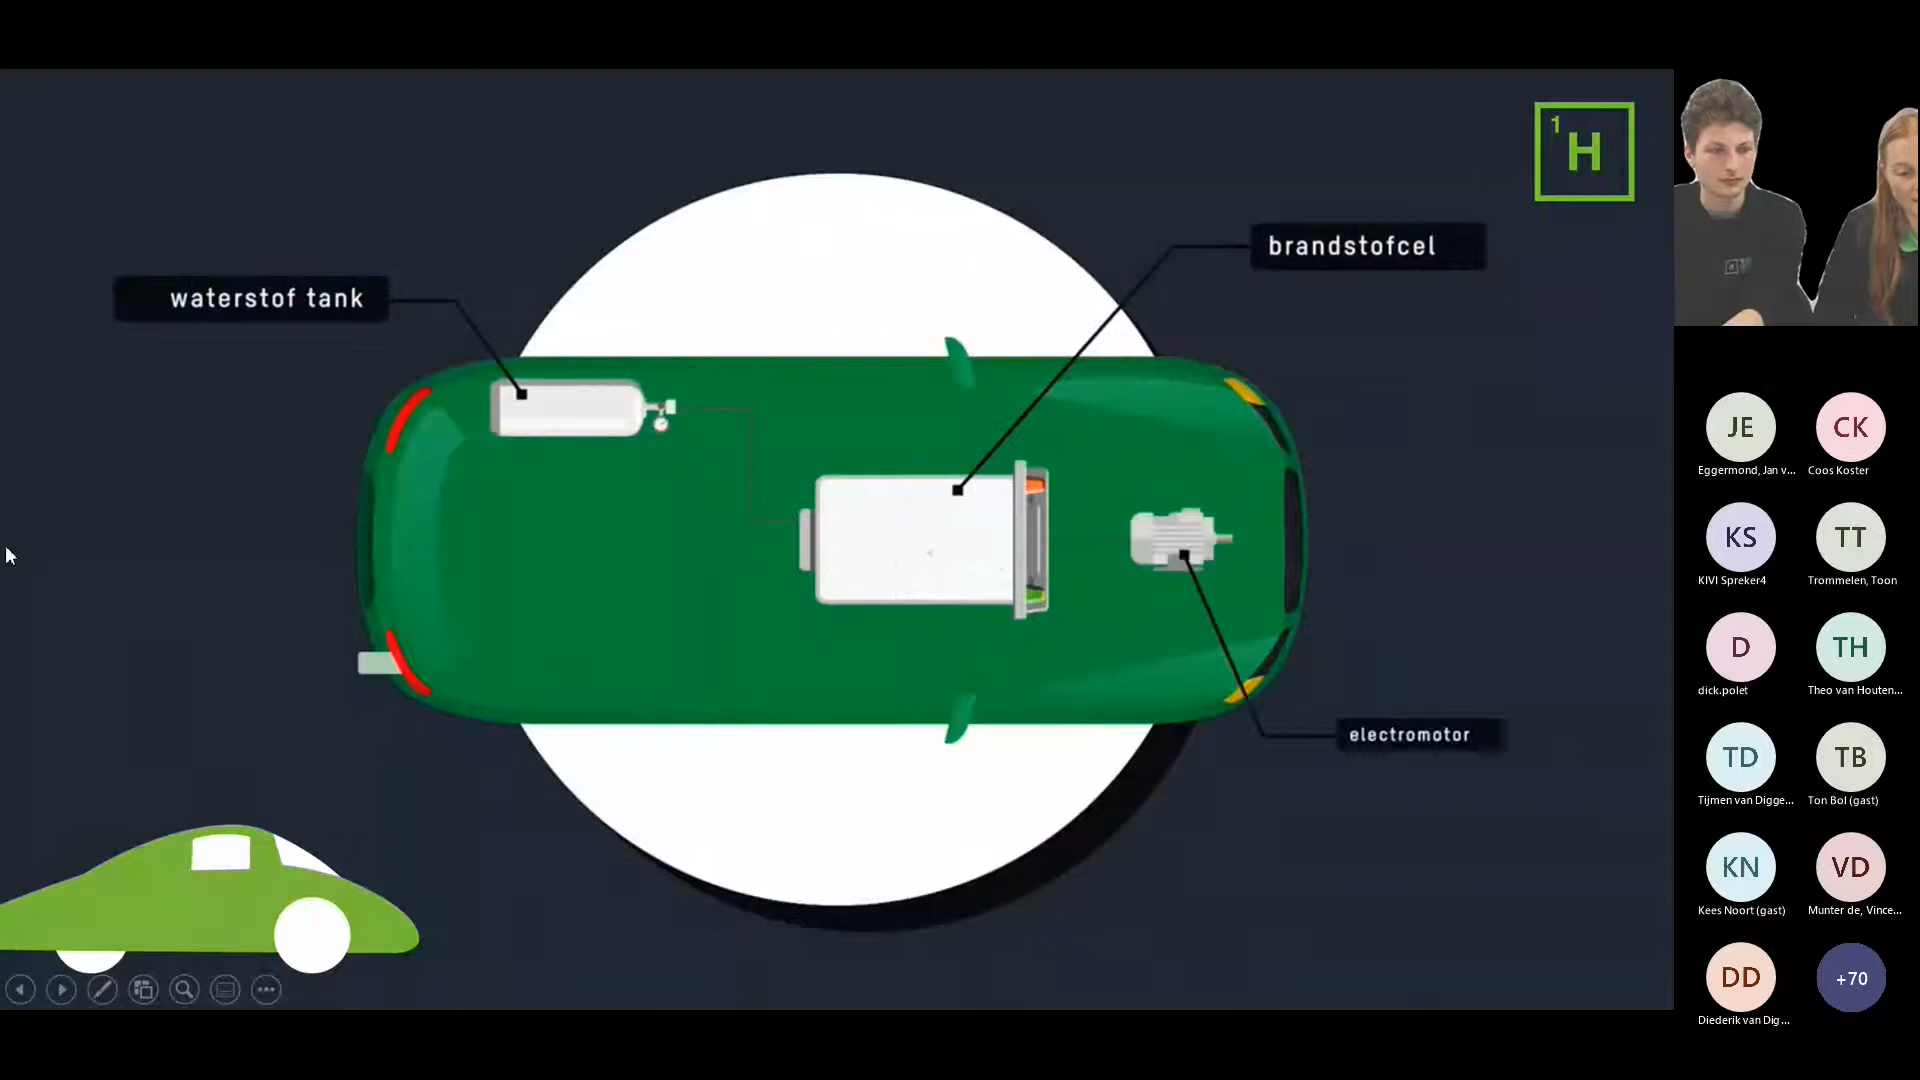 1
H
brandstofcel
waterstof tank
electromotor
JE
CK
Eggermond, Jan v...
Coos Koster
KS
TT
KIVI Spreker4
Trommelen, Toon
D
TH
dick.polet
Theo van Houten...
TD
TB
Tijmen van Digge...
Ton Bol (gast)
KN
VD
Kees Noort (gast)
Munter de, Vince...
DD
+70
Diederik van Dig...